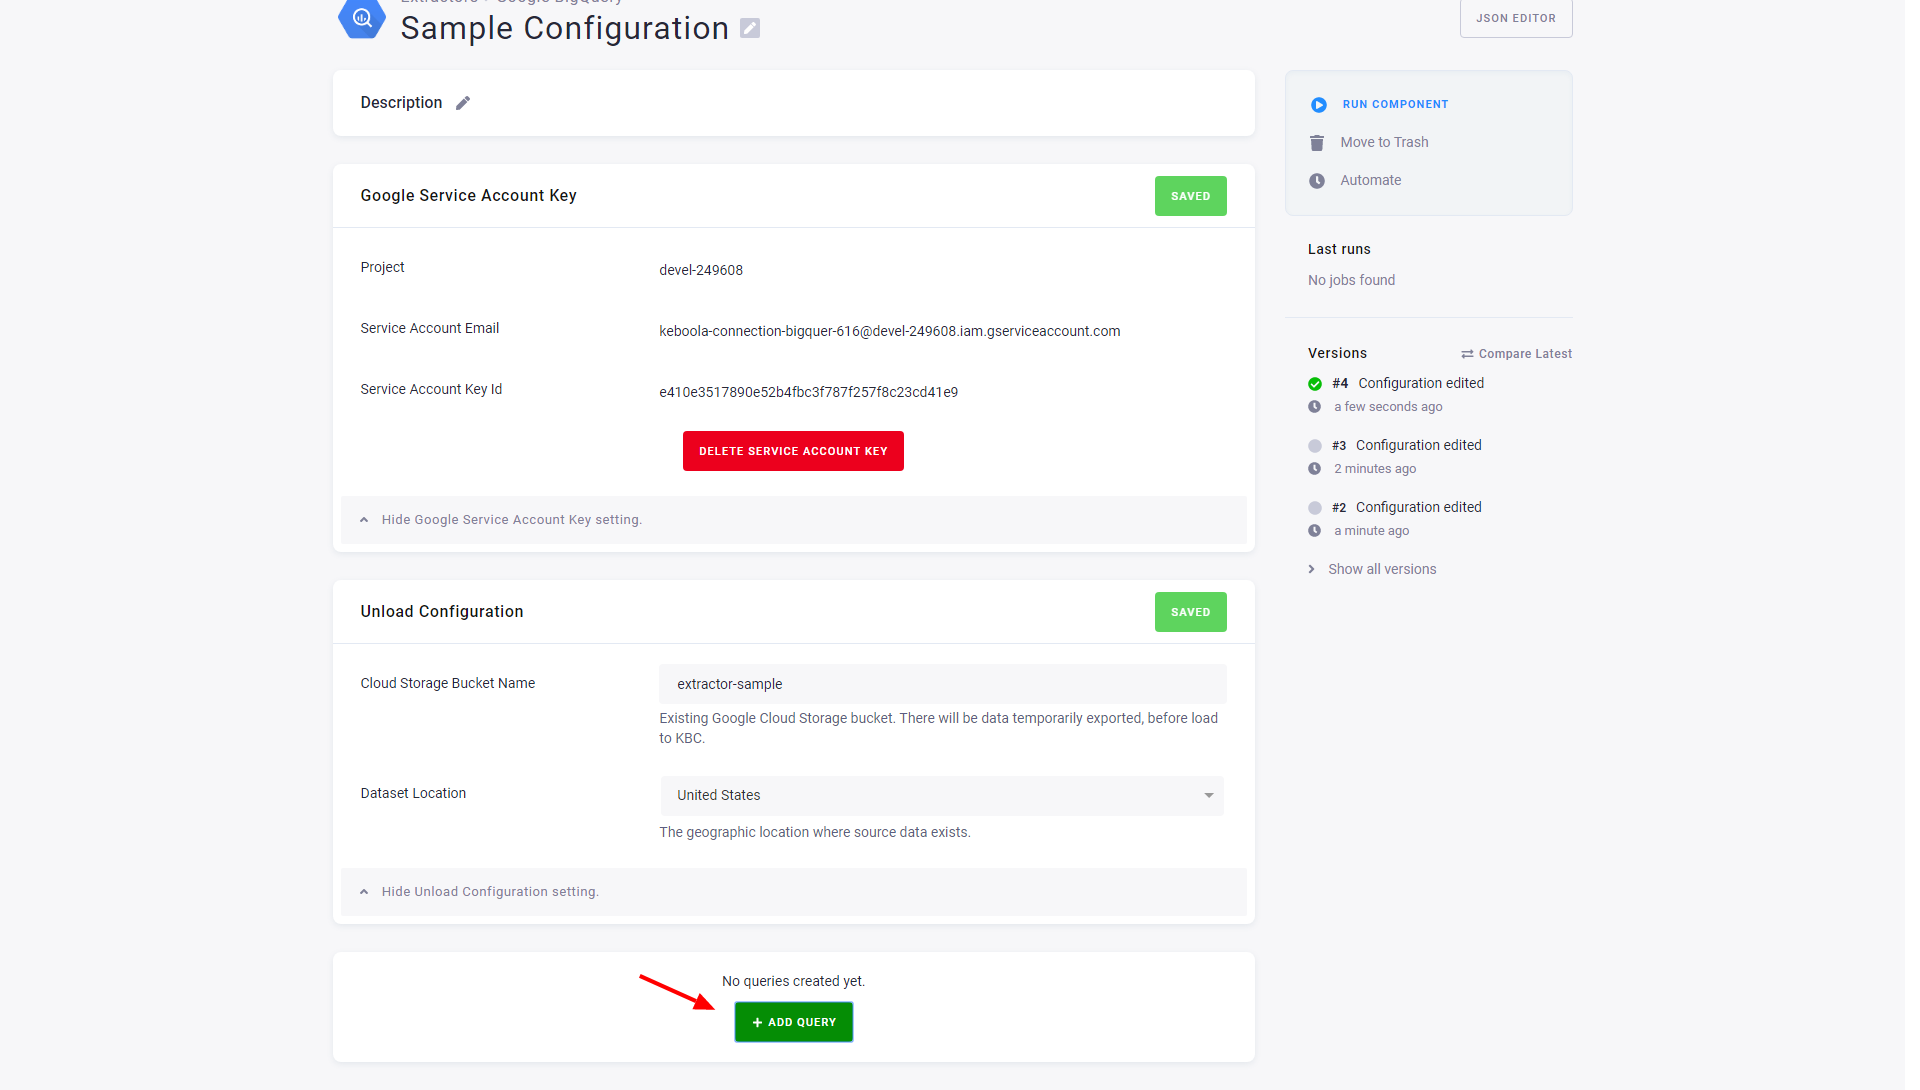 Extractors > Google BigQuery
Sample Configuration
JSON EDITOR
Description
Google Service Account Key
SAVED
Project
devel-249608
Service Account Email
keboola-connection-bigquer-616@devel-249608.iam.gserviceaccount.com
Service Account Key Id
e410e3517890e52b4fbc3f787f257f8c23cd41e9
DELETE SERVICE ACCOUNT KEY
Hide Google Service Account Key setting.
Unload Configuration
SAVED
Cloud Storage Bucket Name
extractor-sample
Existing Google Cloud Storage bucket. There will be data temporarily exported, before load
to KBC.
Dataset Location
United States
The geographic location where source data exists.
Hide Unload Configuration setting.
No queries created yet.
+ ADD QUERY
RUN COMPONENT
Move to Trash
Automate
Last runs
No jobs found
Versions
Compare Latest
#4 Configuration edited
a few seconds ago
#3 Configuration edited
2 minutes ago
#2 Configuration edited
a minute ago
Show all versions